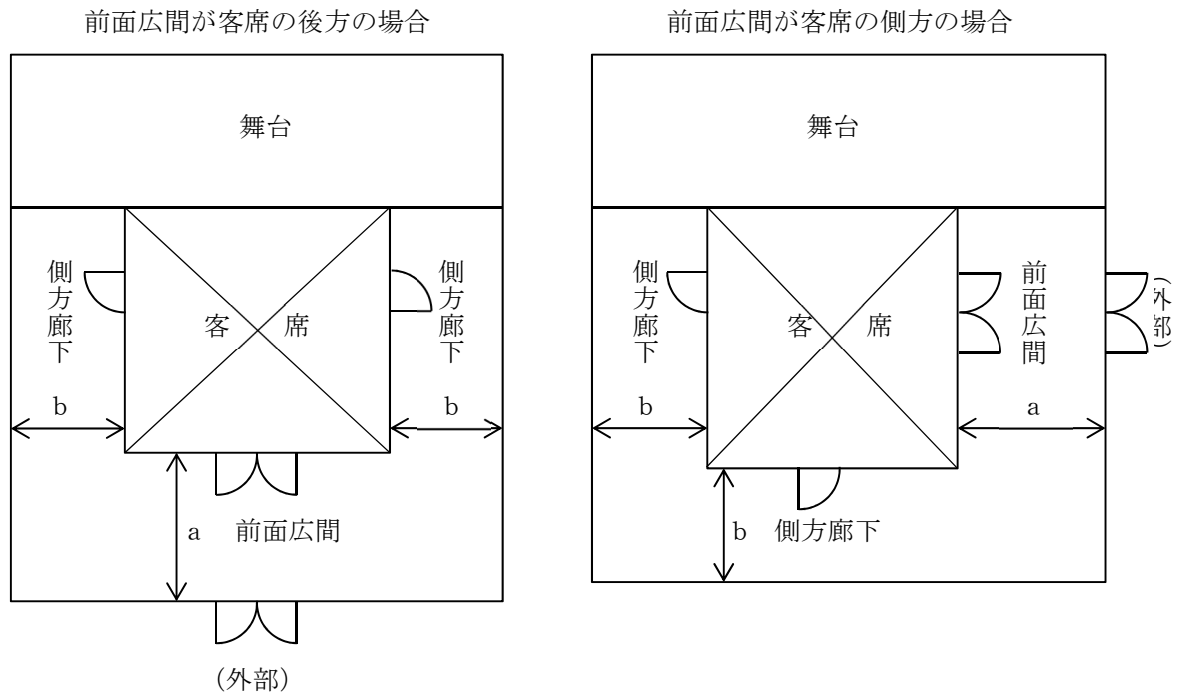 前面広間が客席の後方の場合
舞台
側方廊下
客席
側方廊下
b
b
a
前面広間
(外部)
前面広間が客席の側方の場合
舞台
側方廊下
客席
前面広間
(外部)
b
a
b
側方廊下